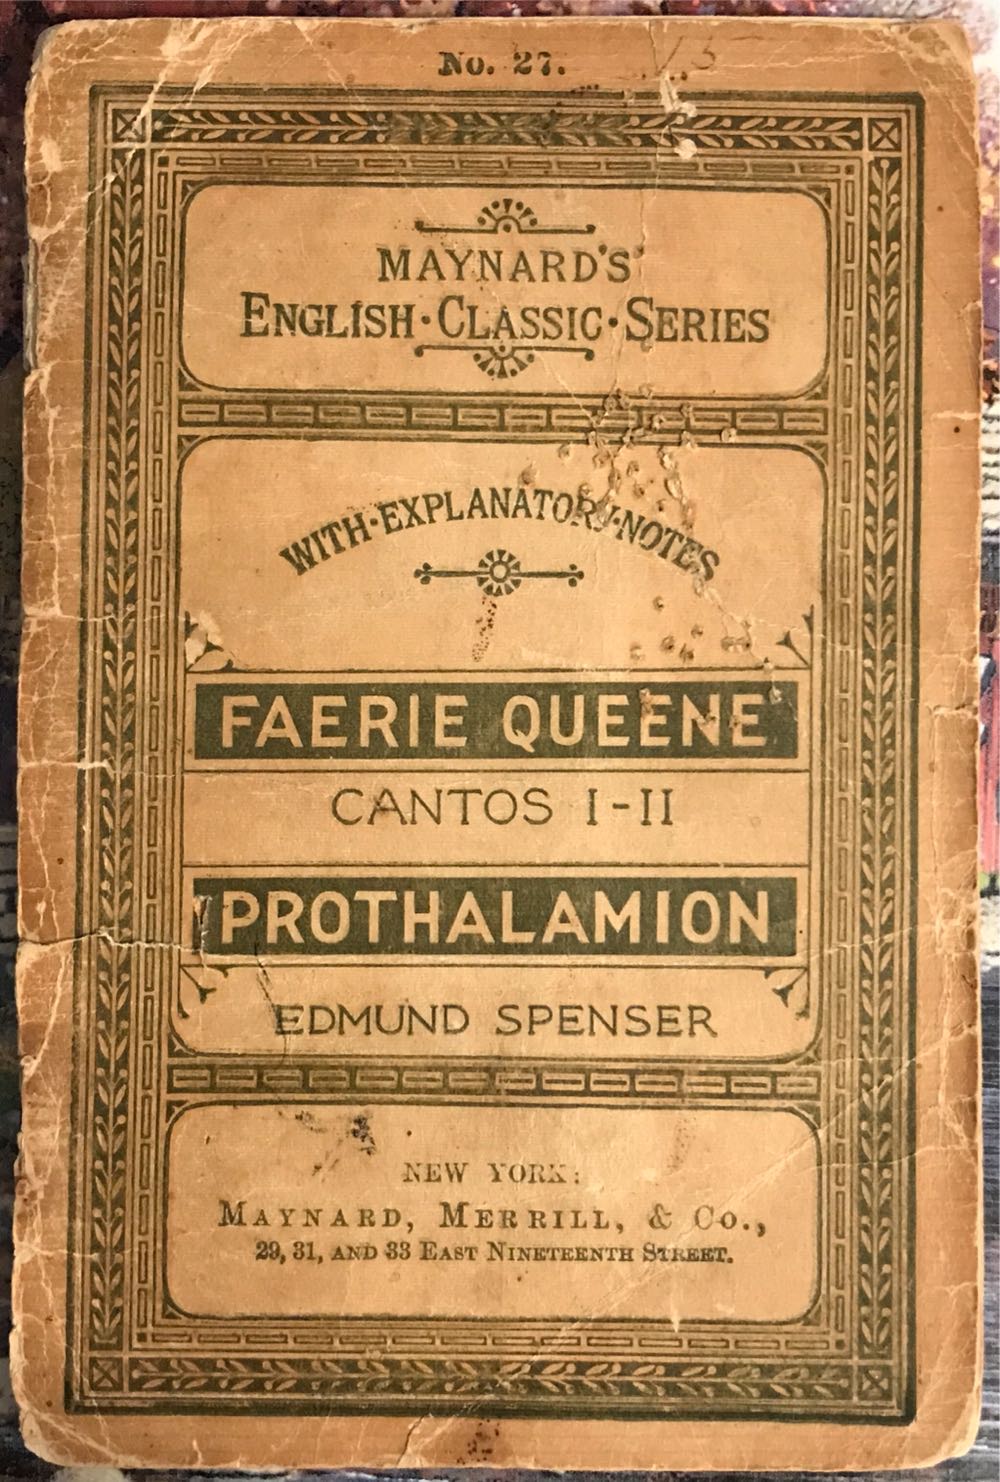 No. 27.
MAYNARD'S
ENGLISH·CLASSIC·SERIES
WITH·EXPLANATORY·NOTES
FAERIE QUEENE
CANTOS I-II
PROTHALAMION
EDMUND SPENSER
NEW YORK:
MAYNARD, MERRILL, & CO.,
29, 31, AND 33 EAST NINETEENTH STREET.